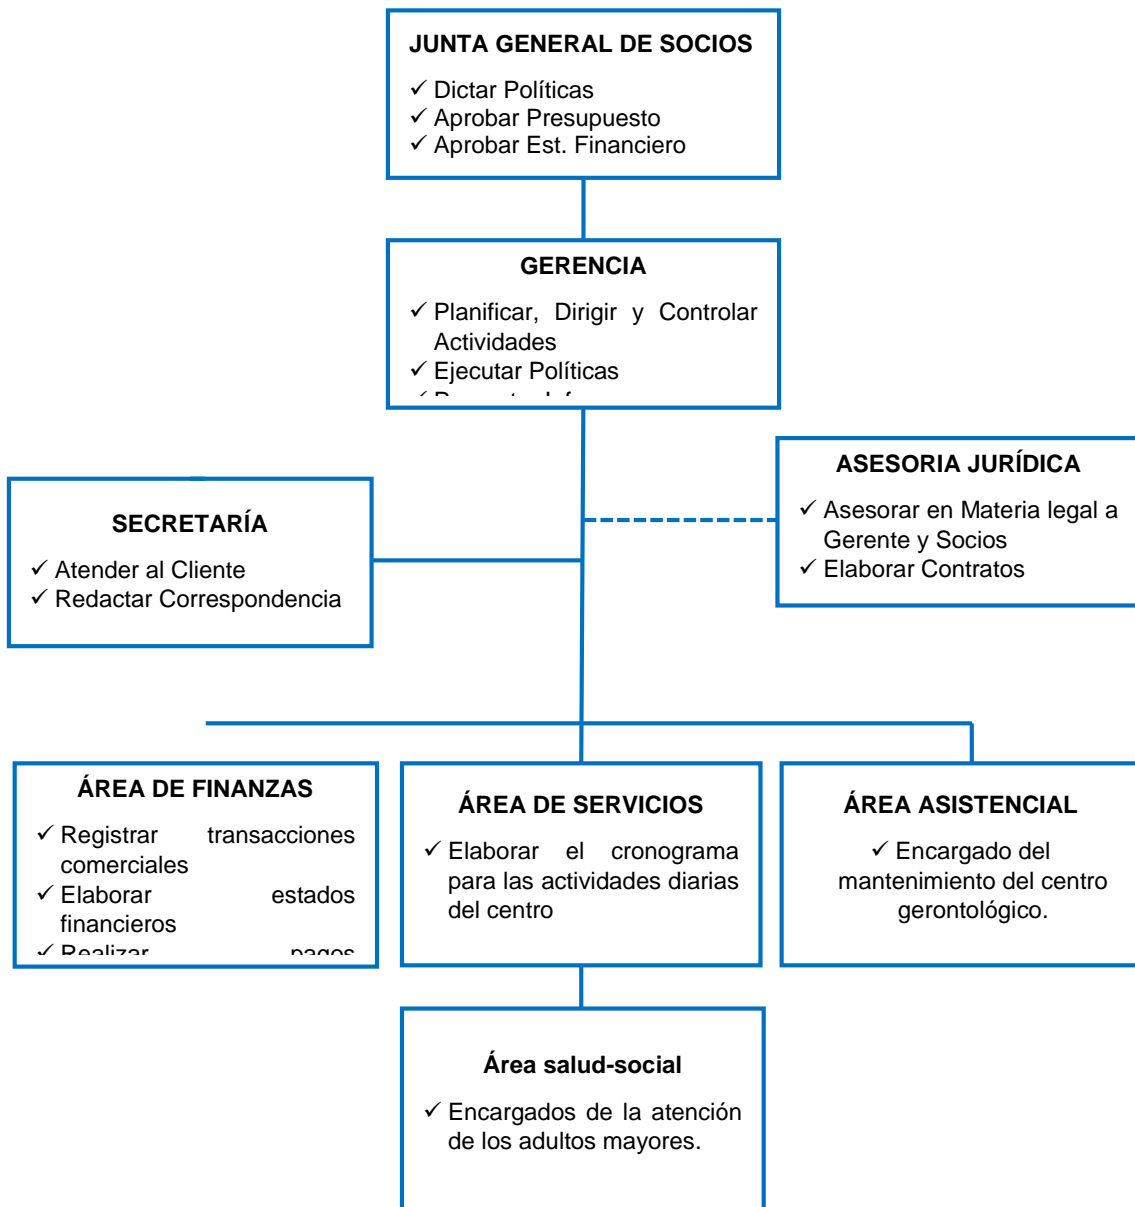 JUNTA GENERAL DE SOCIOS
✓ Dictar Políticas
✓ Aprobar Presupuesto
✓ Aprobar Est. Financiero
GERENCIA
✓ Planificar, Dirigir y Controlar
Actividades
✓ Ejecutar Políticas
ASESORIA JURÍDICA
✓ Asesorar en Materia legal a
Gerente y Socios
✓ Elaborar Contratos
SECRETARÍA
✓ Atender al Cliente
✓ Redactar Correspondencia
ÁREA DE FINANZAS
✓ Registrar transacciones
comerciales
✓ Elaborar estados
financieros
✓ Realizar pagos
ÁREA DE SERVICIOS
✓ Elaborar el cronograma
para las actividades diarias
del centro
ÁREA ASISTENCIAL
✓ Encargado del
mantenimiento del centro
gerontológico.
Área salud-social
✓ Encargados de la atención
de los adultos mayores.